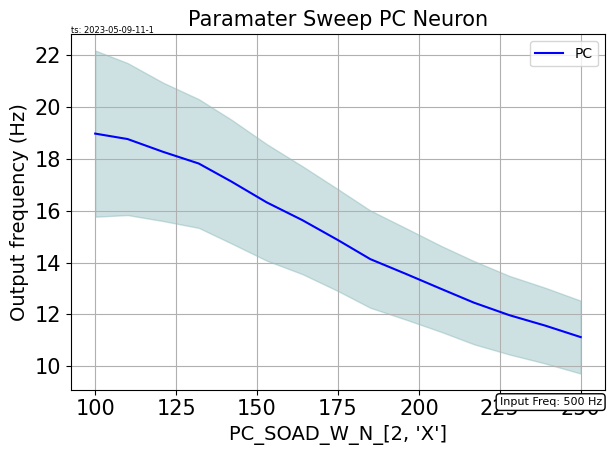 Paramater Sweep PC Neuron
ts: 2023-05-09-11-1
PC
22
20
18
16
14
12
10
Output frequency (Hz)
100 125 150 175 200 225 250
Input Freq: 500 Hz
PC_SOAD_W_N_[2, 'X']